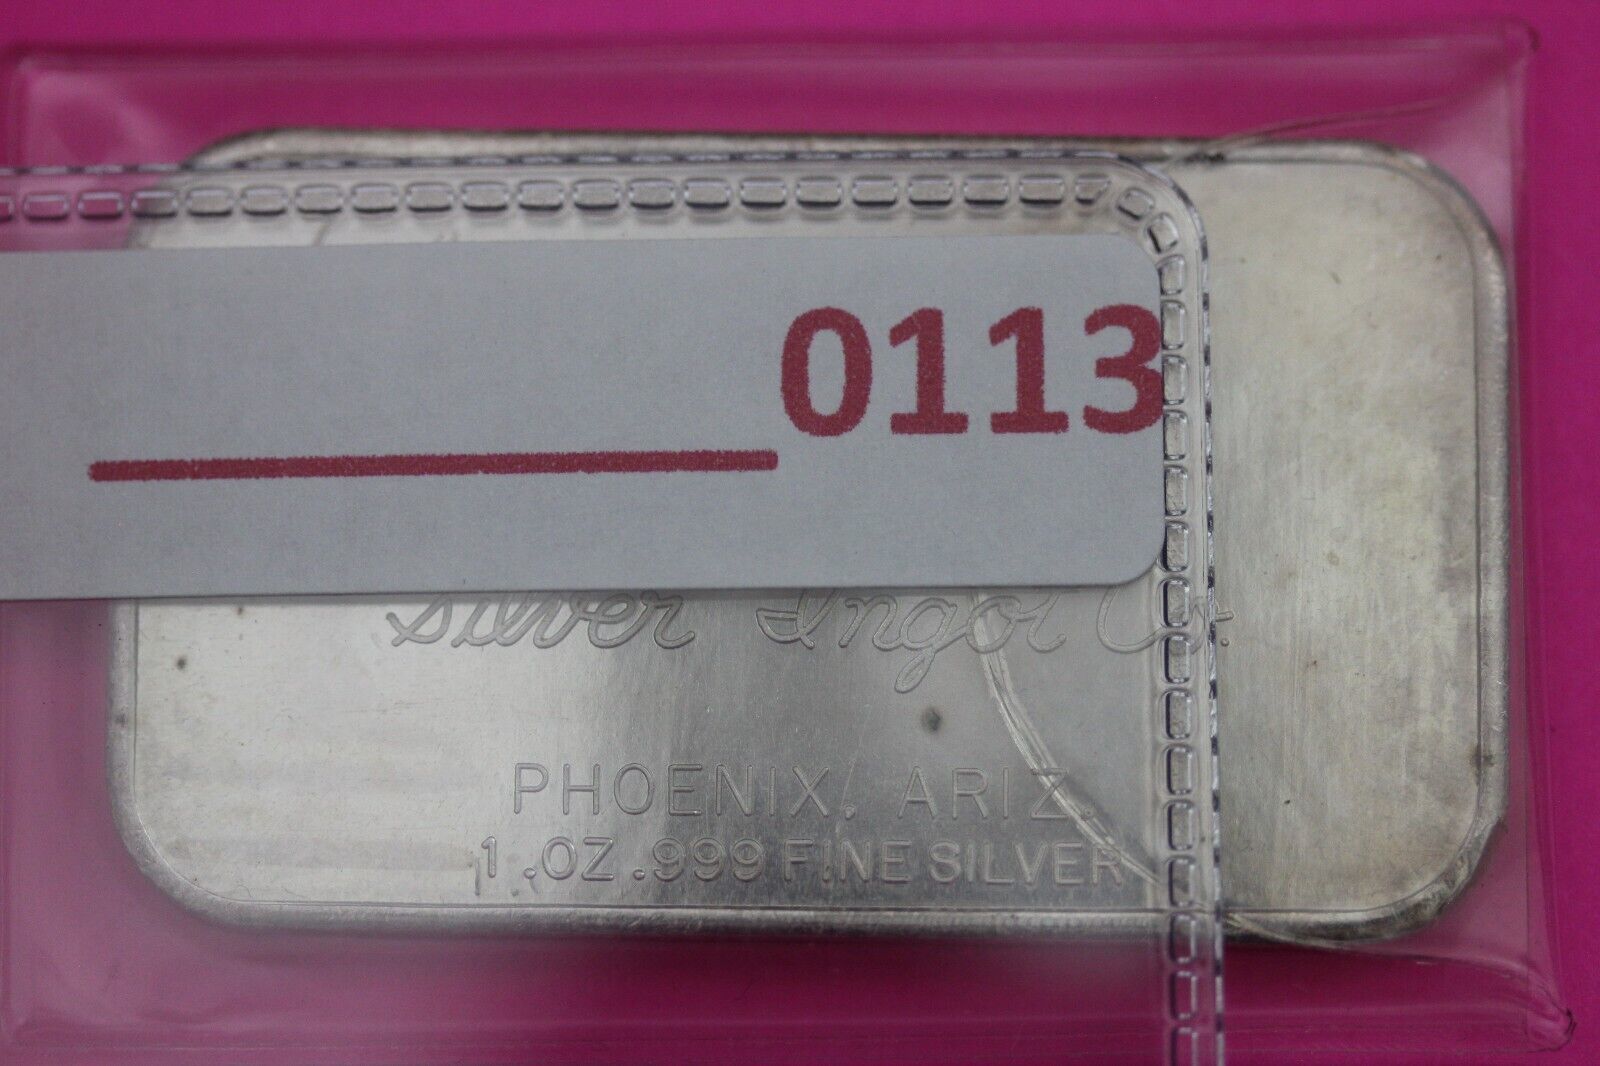 0113
Silver Ingot Co.
PHOENIX, ARIZ.
1.OZ.999 FINE SILVER